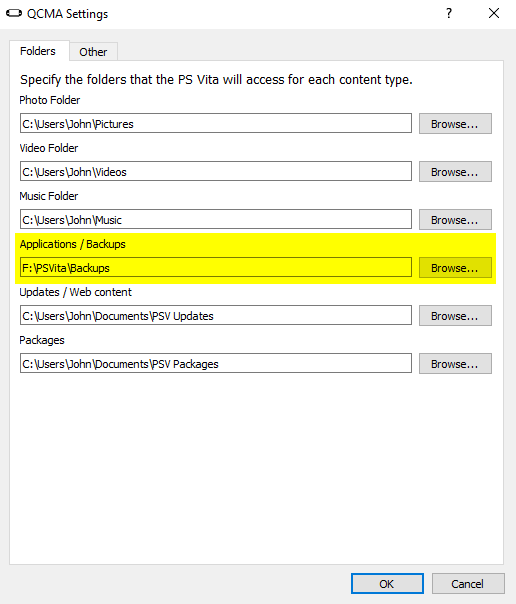 QCMA Settings
Folders Other
Specify the folders that the PS Vita will access for each content type.
Photo Folder
C:\Users\John\Pictures Browse...
Video Folder
C:\Users\John\Videos Browse...
Music Folder
C:\Users\John\Music Browse...
Applications / Backups
F:\PSVita\Backups Browse...
Updates / Web content
C:\Users\John\Documents\PSV Updates Browse...
Packages
C:\Users\John\Documents\PSV Packages Browse...
OK Cancel